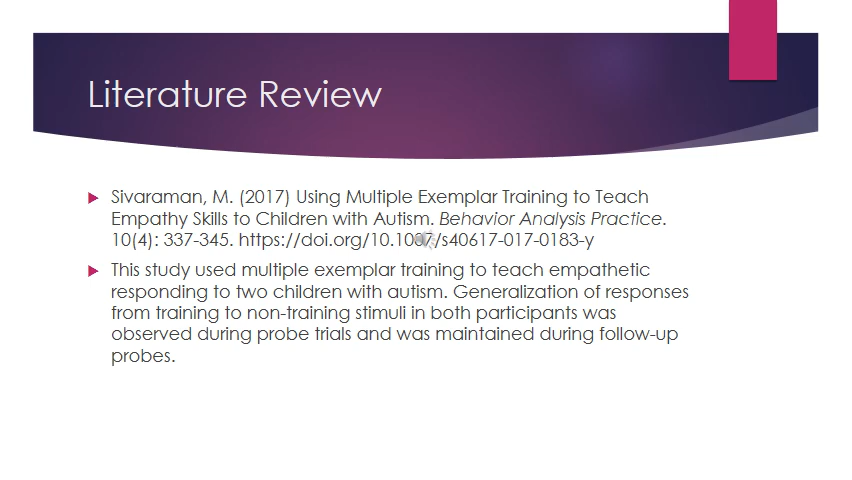 Literature Review
Sivaraman, M. (2017) Using Multiple Exemplar Training to Teach
Empathy Skills to Children with Autism. Behavior Analysis Practice.
10(4): 337-345. https://doi.org/10.1007/s40617-017-0183-y
This study used multiple exemplar training to teach empathetic
responding to two children with autism. Generalization of responses
from training to non-training stimuli in both participants was
observed during probe trials and was maintained during follow-up
probes.